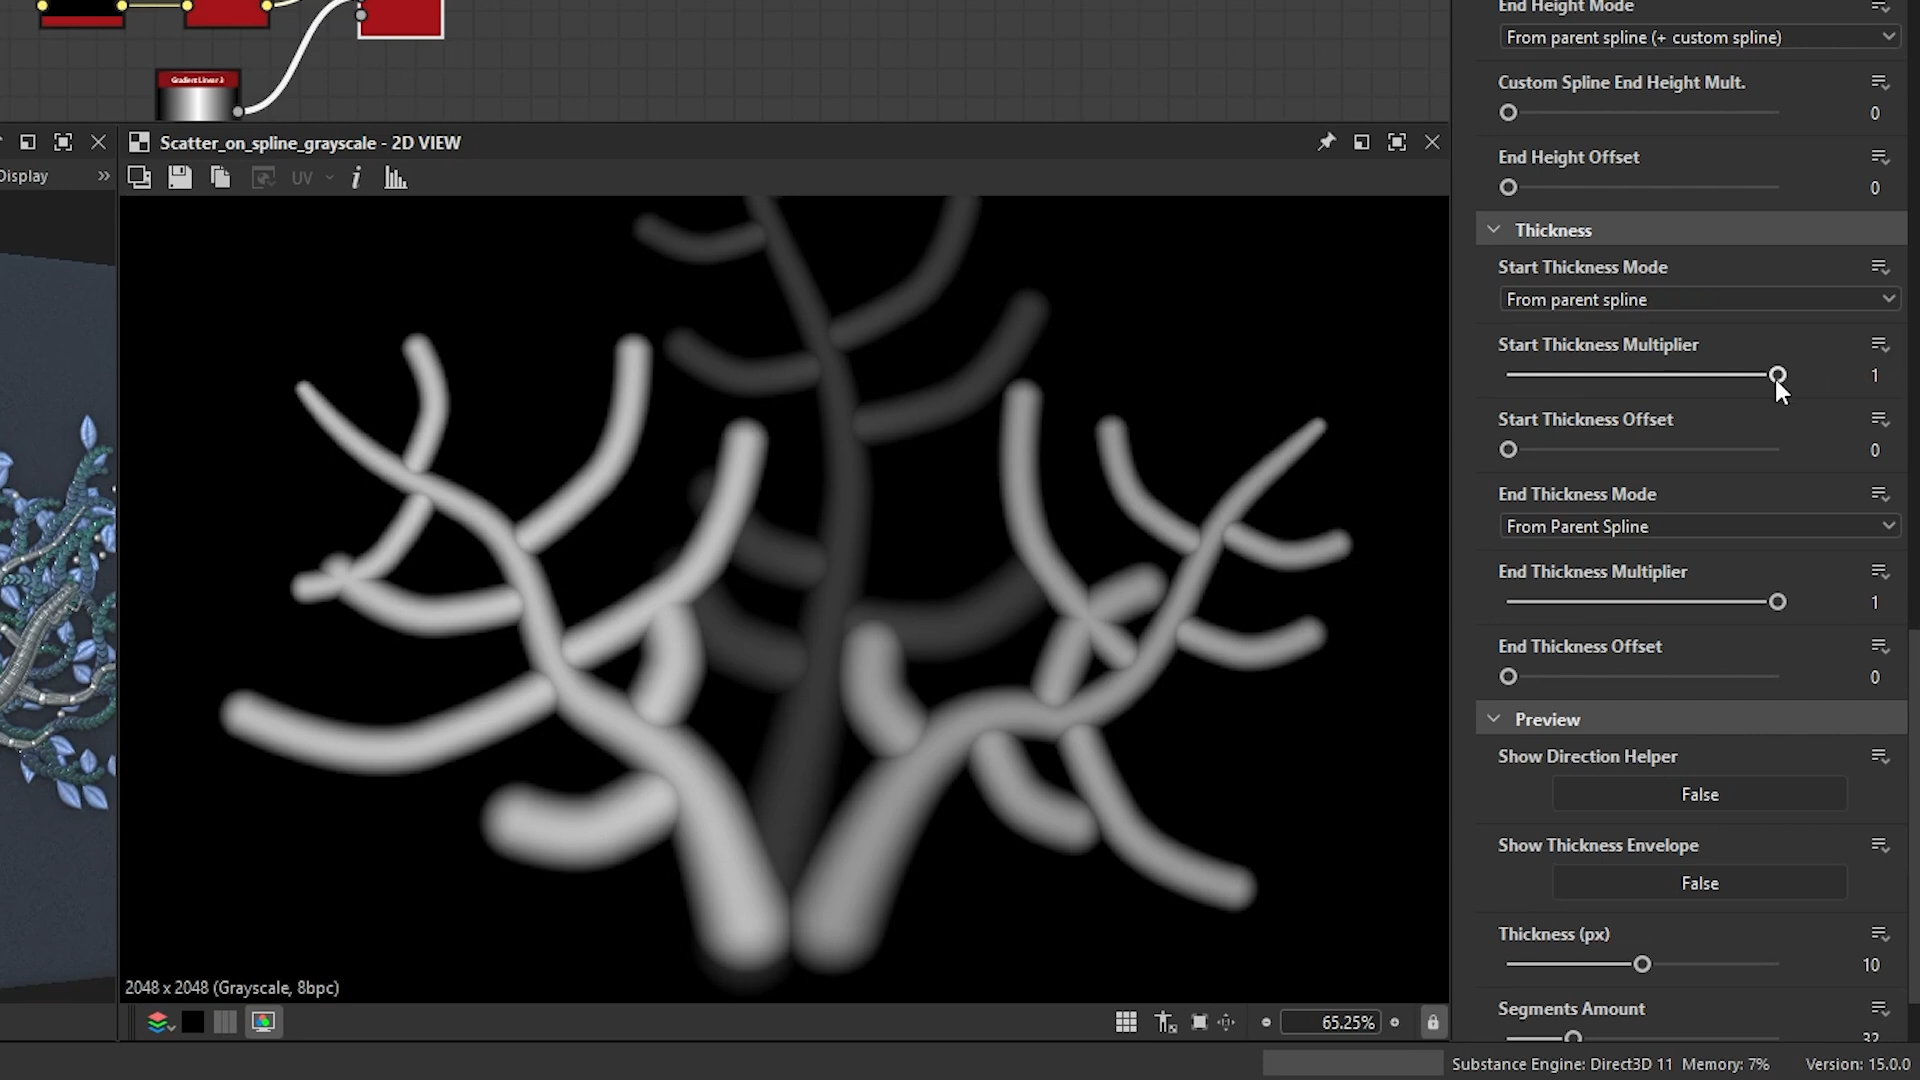 Gradient Linear 3
Display
Scatter_on_spline_grayscale - 2D VIEW
UV
2048 x 2048 (Grayscale, 8bpc)
65.25%
End Height Mode
From parent spline (+ custom spline)
Custom Spline End Height Mult.
0
End Height Offset
0
Thickness
Start Thickness Mode
From parent spline
Start Thickness Multiplier
1
Start Thickness Offset
0
End Thickness Mode
From Parent Spline
End Thickness Multiplier
1
End Thickness Offset
0
Preview
Show Direction Helper
False
Show Thickness Envelope
False
Thickness (px)
10
Segments Amount
32
Substance Engine: Direct3D 11 Memory: 7% Version: 15.0.0